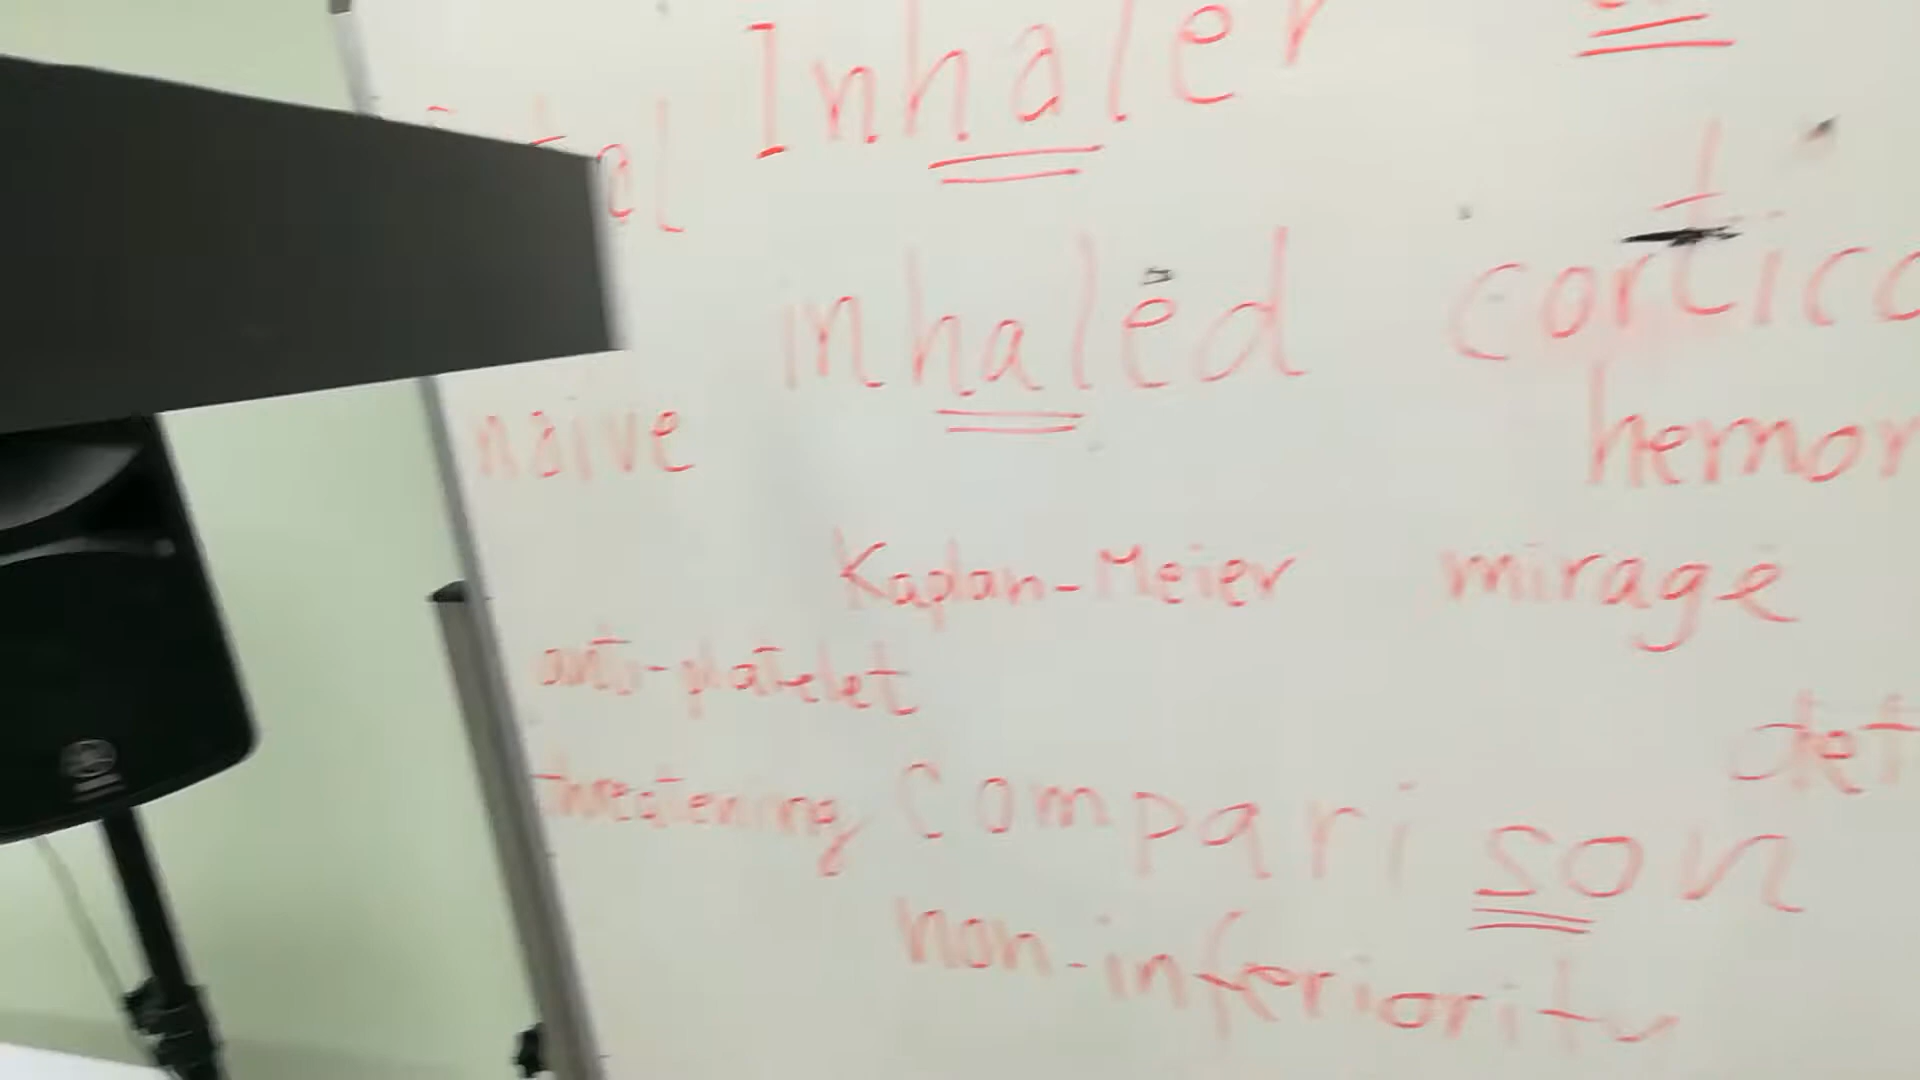 Inhaler
inhaled
naive
Kaplan-Meier mirage
anti-platelet
threatening comparison
non-inferiority